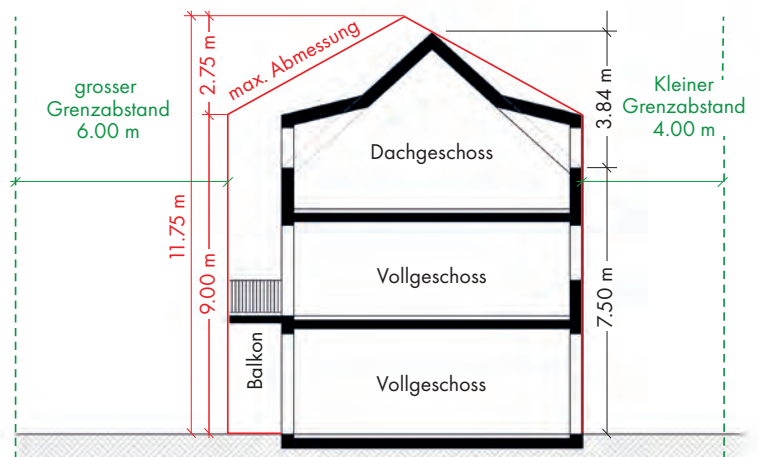 grosser
Grenzabstand
6.00 m
11.75 m
2.75 m
9.00 m
max. Abmessung
Dachgeschoss
Vollgeschoss
Vollgeschoss
Balkon
3.84 m
7.50 m
Kleiner
Grenzabstand
4.00 m